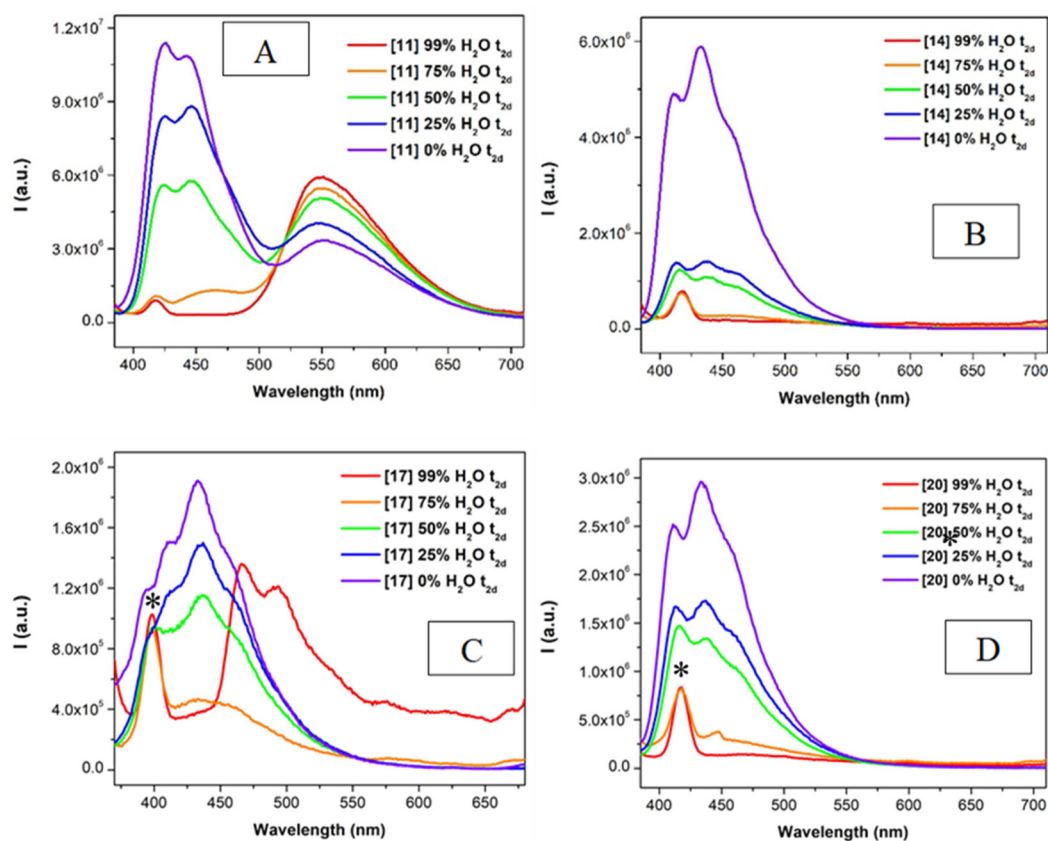 A
[11] 99% H₂O t₂d
[11] 75% H₂O t₂d
[11] 50% H₂O t₂d
[11] 25% H₂O t₂d
[11] 0% H₂O t₂d
1.2x10⁷
9.0x10⁶
6.0x10⁶
3.0x10⁶
0.0
I (a.u.)
400 450 500 550 600 650 700
Wavelength (nm)
B
[14] 99% H₂O t₂d
[14] 75% H₂O t₂d
[14] 50% H₂O t₂d
[14] 25% H₂O t₂d
[14] 0% H₂O t₂d
6.0x10⁶
4.0x10⁶
2.0x10⁶
0.0
I (a.u.)
400 450 500 550 600 650 700
Wavelength (nm)
C
[17] 99% H₂O t₂d
[17] 75% H₂O t₂d
[17] 50% H₂O t₂d
[17] 25% H₂O t₂d
[17] 0% H₂O t₂d
2.0x10⁶
1.6x10⁶
1.2x10⁶
8.0x10⁵
4.0x10⁵
0.0
I (a.u.)
*
400 450 500 550 600 650
Wavelength (nm)
D
[20] 99% H₂O t₂d
[20] 75% H₂O t₂d
[20] 50% H₂O t₂d
*
[20] 25% H₂O t₂d
[20] 0% H₂O t₂d
3.0x10⁶
2.5x10⁶
2.0x10⁶
1.5x10⁶
1.0x10⁶
5.0x10⁵
0.0
I (a.u.)
*
400 450 500 550 600 650 700
Wavelength (nm)